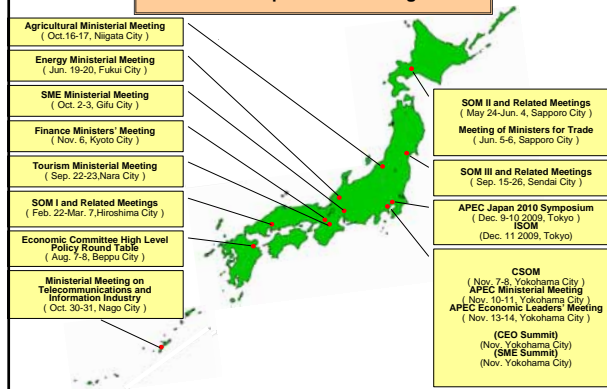 Agricultural Ministerial Meeting
( Oct.16-17, Niigata City )
Energy Ministerial Meeting
( Jun. 19-20, Fukui City )
SME Ministerial Meeting
( Oct. 2-3, Gifu City )
Finance Ministers' Meeting
( Nov. 6, Kyoto City )
Tourism Ministerial Meeting
( Sep. 22-23,Nara City )
SOM I and Related Meetings
( Feb. 22-Mar. 7,Hiroshima City )
Economic Committee High Level
Policy Round Table
( Aug. 7-8, Beppu City )
Ministerial Meeting on
Telecommunications and
Information Industry
( Oct. 30-31, Nago City )
SOM II and Related Meetings
( May 24-Jun. 4, Sapporo City )
Meeting of Ministers for Trade
( Jun. 5-6, Sapporo City )
SOM III and Related Meetings
( Sep. 15-26, Sendai City )
APEC Japan 2010 Symposium
( Dec. 9-10 2009, Tokyo )
ISOM
(Dec. 11 2009, Tokyo)
CSOM
( Nov. 7-8, Yokohama City )
APEC Ministerial Meeting
( Nov. 10-11, Yokohama City )
APEC Economic Leaders' Meeting
( Nov. 13-14, Yokohama City )
(CEO Summit)
(Nov. Yokohama City)
(SME Summit)
(Nov. Yokohama City)